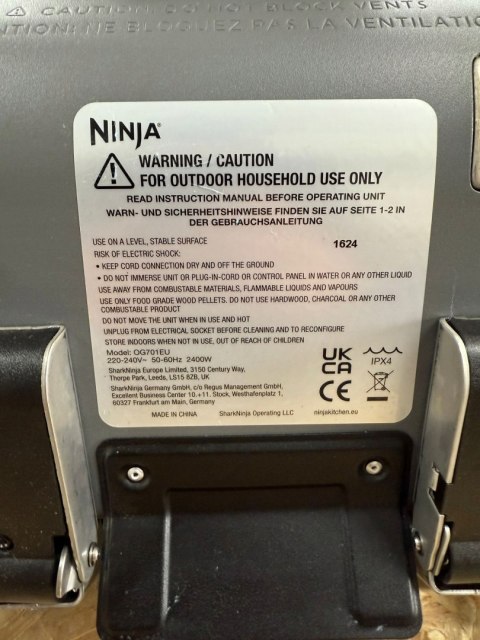 ⚠ CAUTION: DO NOT BLOCK VENTS
NE BLOQUEZ PAS LA VENTILATIO
NINJA®
WARNING / CAUTION
FOR OUTDOOR HOUSEHOLD USE ONLY
READ INSTRUCTION MANUAL BEFORE OPERATING UNIT
WARN- UND SICHERHEITSHINWEISE FINDEN SIE AUF SEITE 1-2 IN
DER GEBRAUCHSANLEITUNG
USE ON A LEVEL, STABLE SURFACE
1624
RISK OF ELECTRIC SHOCK:
• KEEP CORD CONNECTION DRY AND OFF THE GROUND
• DO NOT IMMERSE UNIT OR PLUG-IN-CORD OR CONTROL PANEL IN WATER OR ANY OTHER LIQUID
USE AWAY FROM COMBUSTABLE MATERIALS, FLAMMABLE LIQUIDS AND VAPOURS
USE ONLY FOOD GRADE WOOD PELLETS. DO NOT USE HARDWOOD, CHARCOAL OR ANY OTHER
COMBUSTABLE PRODUCT
DO NOT MOVE THE UNIT WHEN IN USE AND HOT
UNPLUG FROM ELECTRICAL SOCKET BEFORE CLEANING AND TO RECONFIGURE
STORE INDOORS WHEN NOT IN USE, OUT OF REACH OF CHILDREN
Model: OG701EU
220-240V~ 50-60Hz 2400W
SharkNinja Europe Limited, 3150 Century Way,
Thorpe Park, Leeds, LS15 8ZB, UK
SharkNinja Germany GmbH, c/o Regus Management GmbH,
Excellent Business Center 10.+11. Stock, Westhafenplatz 1,
60327 Frankfurt am Main, Germany
UK
CA
IPX4
CE
MADE IN CHINA SharkNinja Operating LLC ninjakitchen.eu